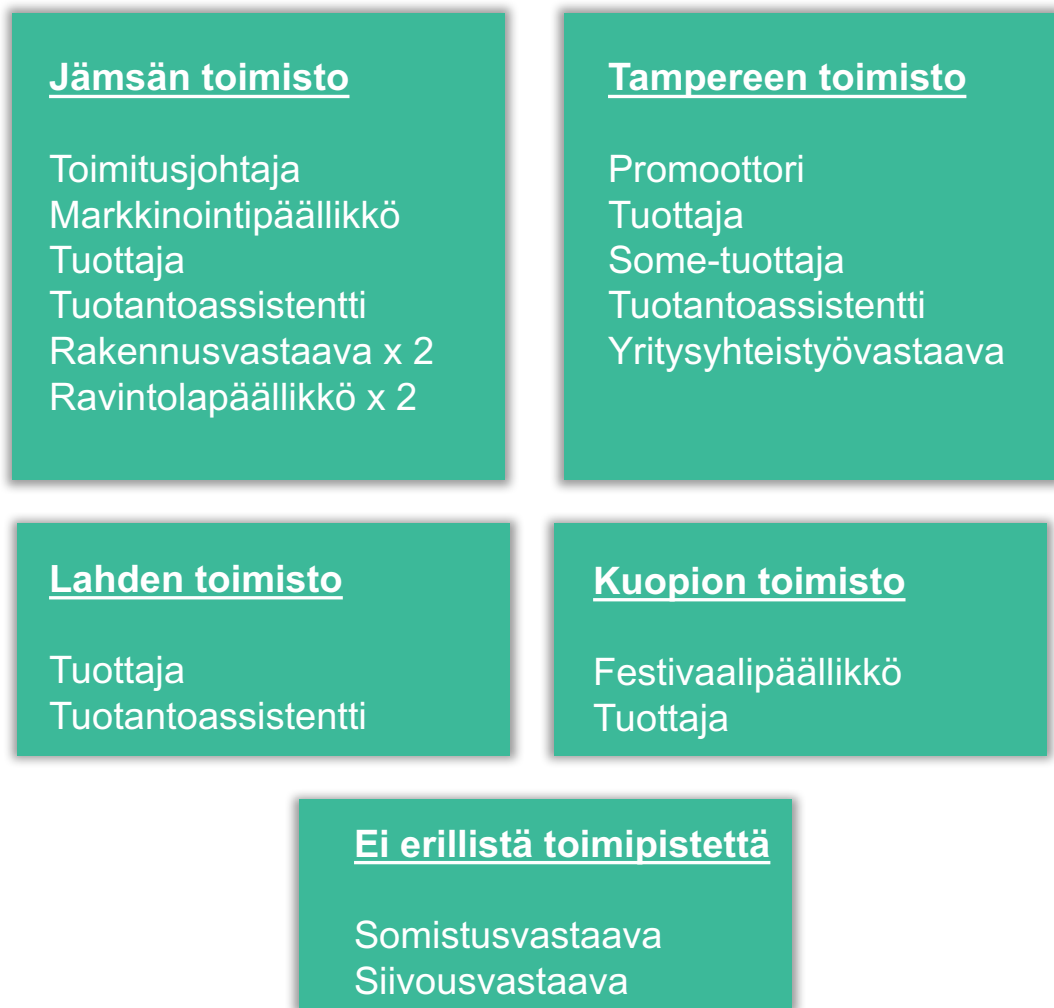 Jämsän toimisto
Toimitusjohtaja
Markkinointipäällikkö
Tuottaja
Tuotantoassistentti
Rakennusvastaava x 2
Ravintolapäällikkö x 2
Tampereen toimisto
Promoottori
Tuottaja
Some-tuottaja
Tuotantoassistentti
Yritysyhteistyövastaava
Lahden toimisto
Tuottaja
Tuotantoassistentti
Kuopion toimisto
Festivaalipäällikkö
Tuottaja
Ei erillistä toimipistettä
Somistusvastaava
Siivousvastaava